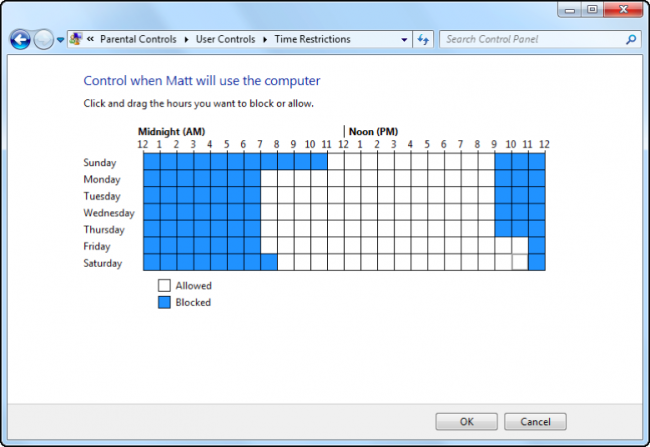 « Parental Controls ▸ User Controls ▸ Time Restrictions Search Control Panel
Control when Matt will use the computer
Click and drag the hours you want to block or allow.
Midnight (AM) Noon (PM)
12 1 2 3 4 5 6 7 8 9 10 11 12 1 2 3 4 5 6 7 8 9 10 11 12
Sunday
Monday
Tuesday
Wednesday
Thursday
Friday
Saturday
Allowed
Blocked
OK Cancel